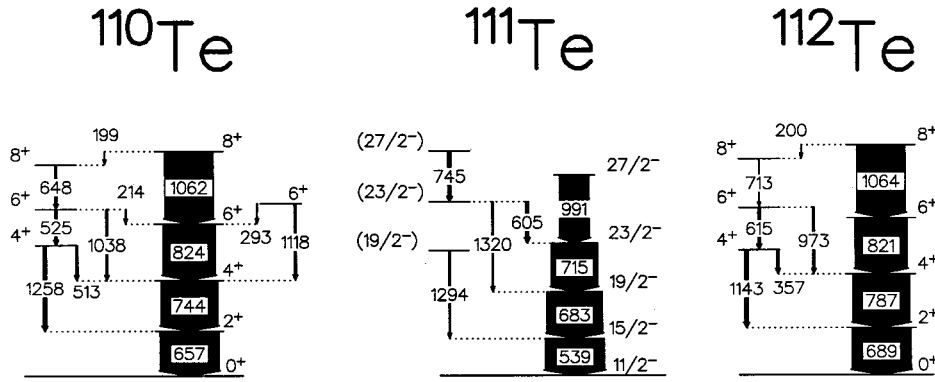 ¹¹⁰Te ¹¹¹Te ¹¹²Te
8⁺ 199 8⁺
648 1062
6⁺ 214 6⁺ 6⁺
525 1038 293 1118
4⁺ 824 4⁺
1258 513
744 2⁺
657 0⁺
(27/2⁻) 27/2⁻
745 991
(23/2⁻) 605 23/2⁻
1320
(19/2⁻) 715 19/2⁻
1294
683 15/2⁻
539 11/2⁻
8⁺ 200 8⁺
713 1064
6⁺ 6⁺
615 973
4⁺ 821 4⁺
1143 357
787 2⁺
689 0⁺